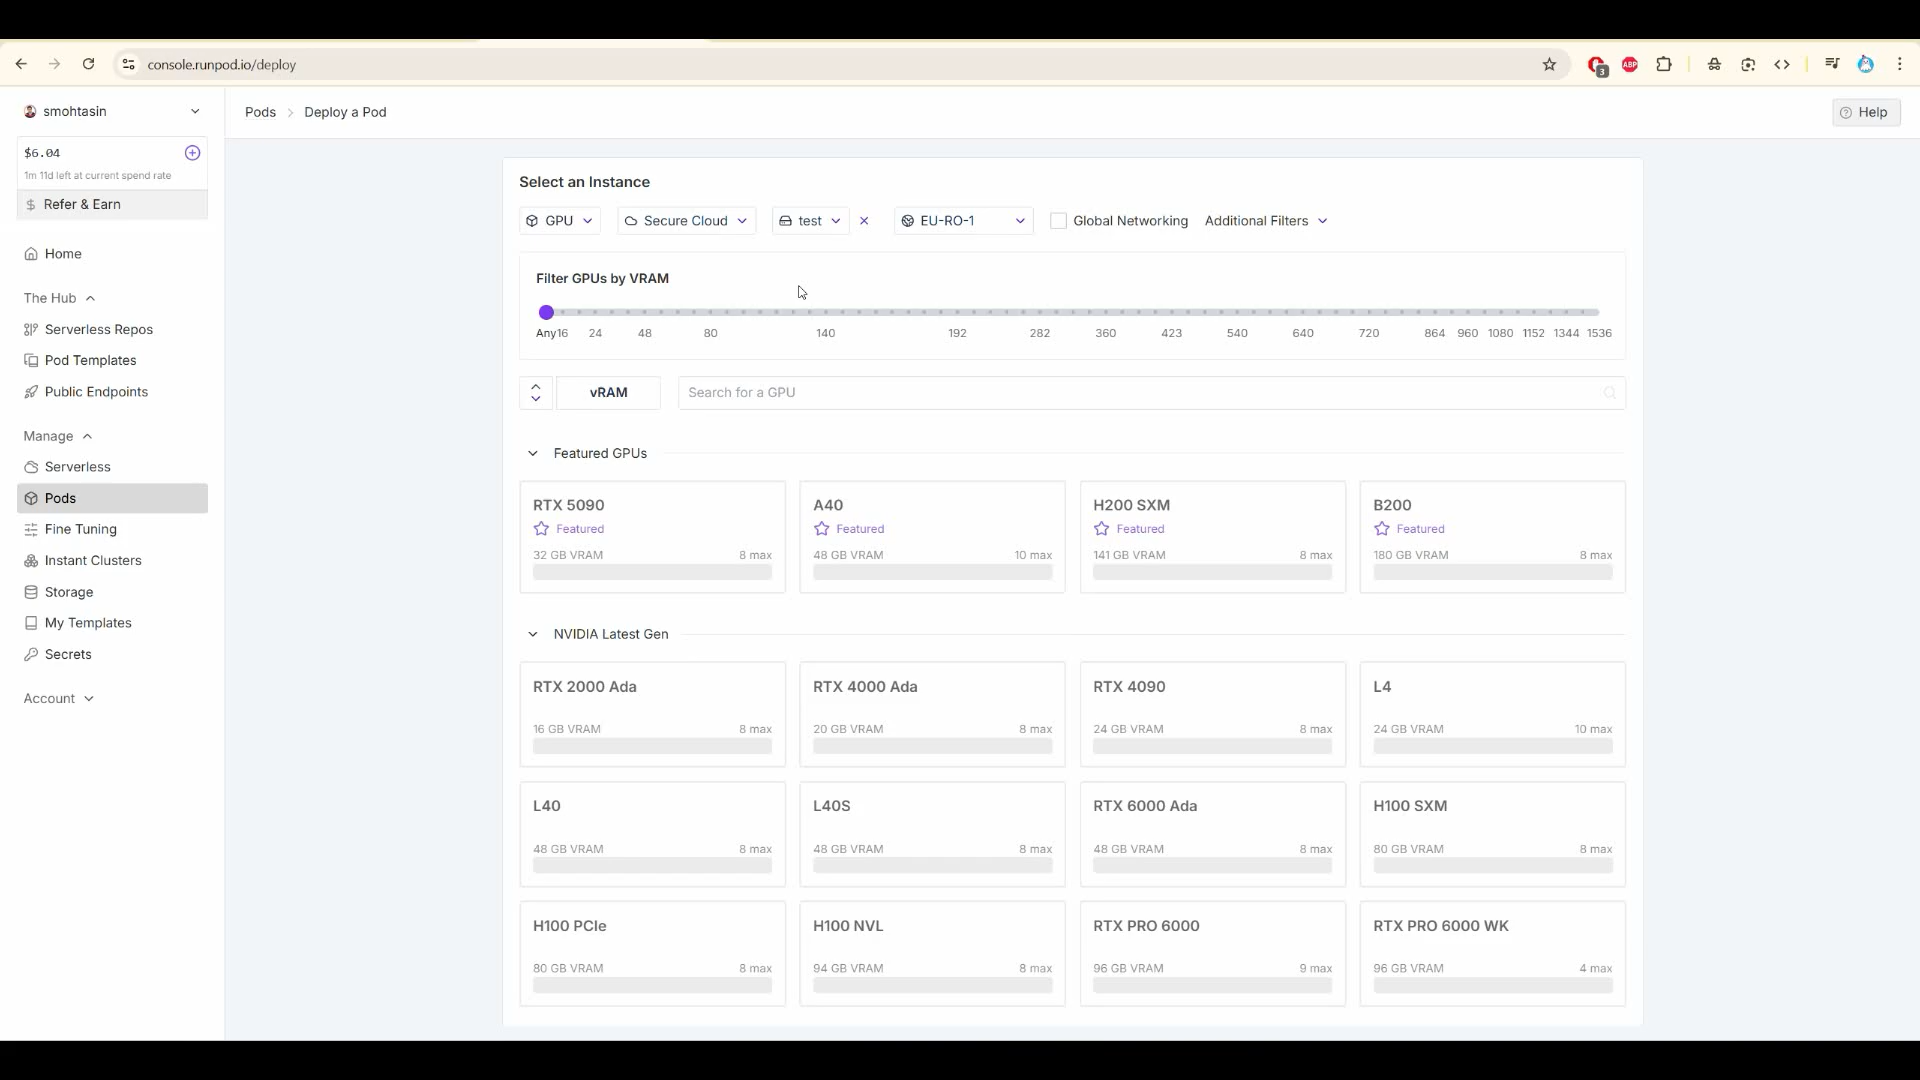 console.runpod.io/deploy
3
ABP
smohtasin
Pods > Deploy a Pod
Help
$6.04
1m 11d left at current spend rate
$ Refer & Earn
Home
The Hub
Serverless Repos
Pod Templates
Public Endpoints
Manage
Serverless
Pods
Fine Tuning
Instant Clusters
Storage
My Templates
Secrets
Account
Select an Instance
GPU Secure Cloud test EU-RO-1 Global Networking Additional Filters
Filter GPUs by VRAM
Any 16 24 48 80 140 192 282 360 423 540 640 720 864 960 1080 1152 1344 1536
vRAM Search for a GPU
Featured GPUs
RTX 5090 A40 H200 SXM B200
Featured Featured Featured Featured
32 GB VRAM 8 max 48 GB VRAM 10 max 141 GB VRAM 8 max 180 GB VRAM 8 max
NVIDIA Latest Gen
RTX 2000 Ada RTX 4000 Ada RTX 4090 L4
16 GB VRAM 8 max 20 GB VRAM 8 max 24 GB VRAM 8 max 24 GB VRAM 10 max
L40 L40S RTX 6000 Ada H100 SXM
48 GB VRAM 8 max 48 GB VRAM 8 max 48 GB VRAM 8 max 80 GB VRAM 8 max
H100 PCIe H100 NVL RTX PRO 6000 RTX PRO 6000 WK
80 GB VRAM 8 max 94 GB VRAM 8 max 96 GB VRAM 9 max 96 GB VRAM 4 max